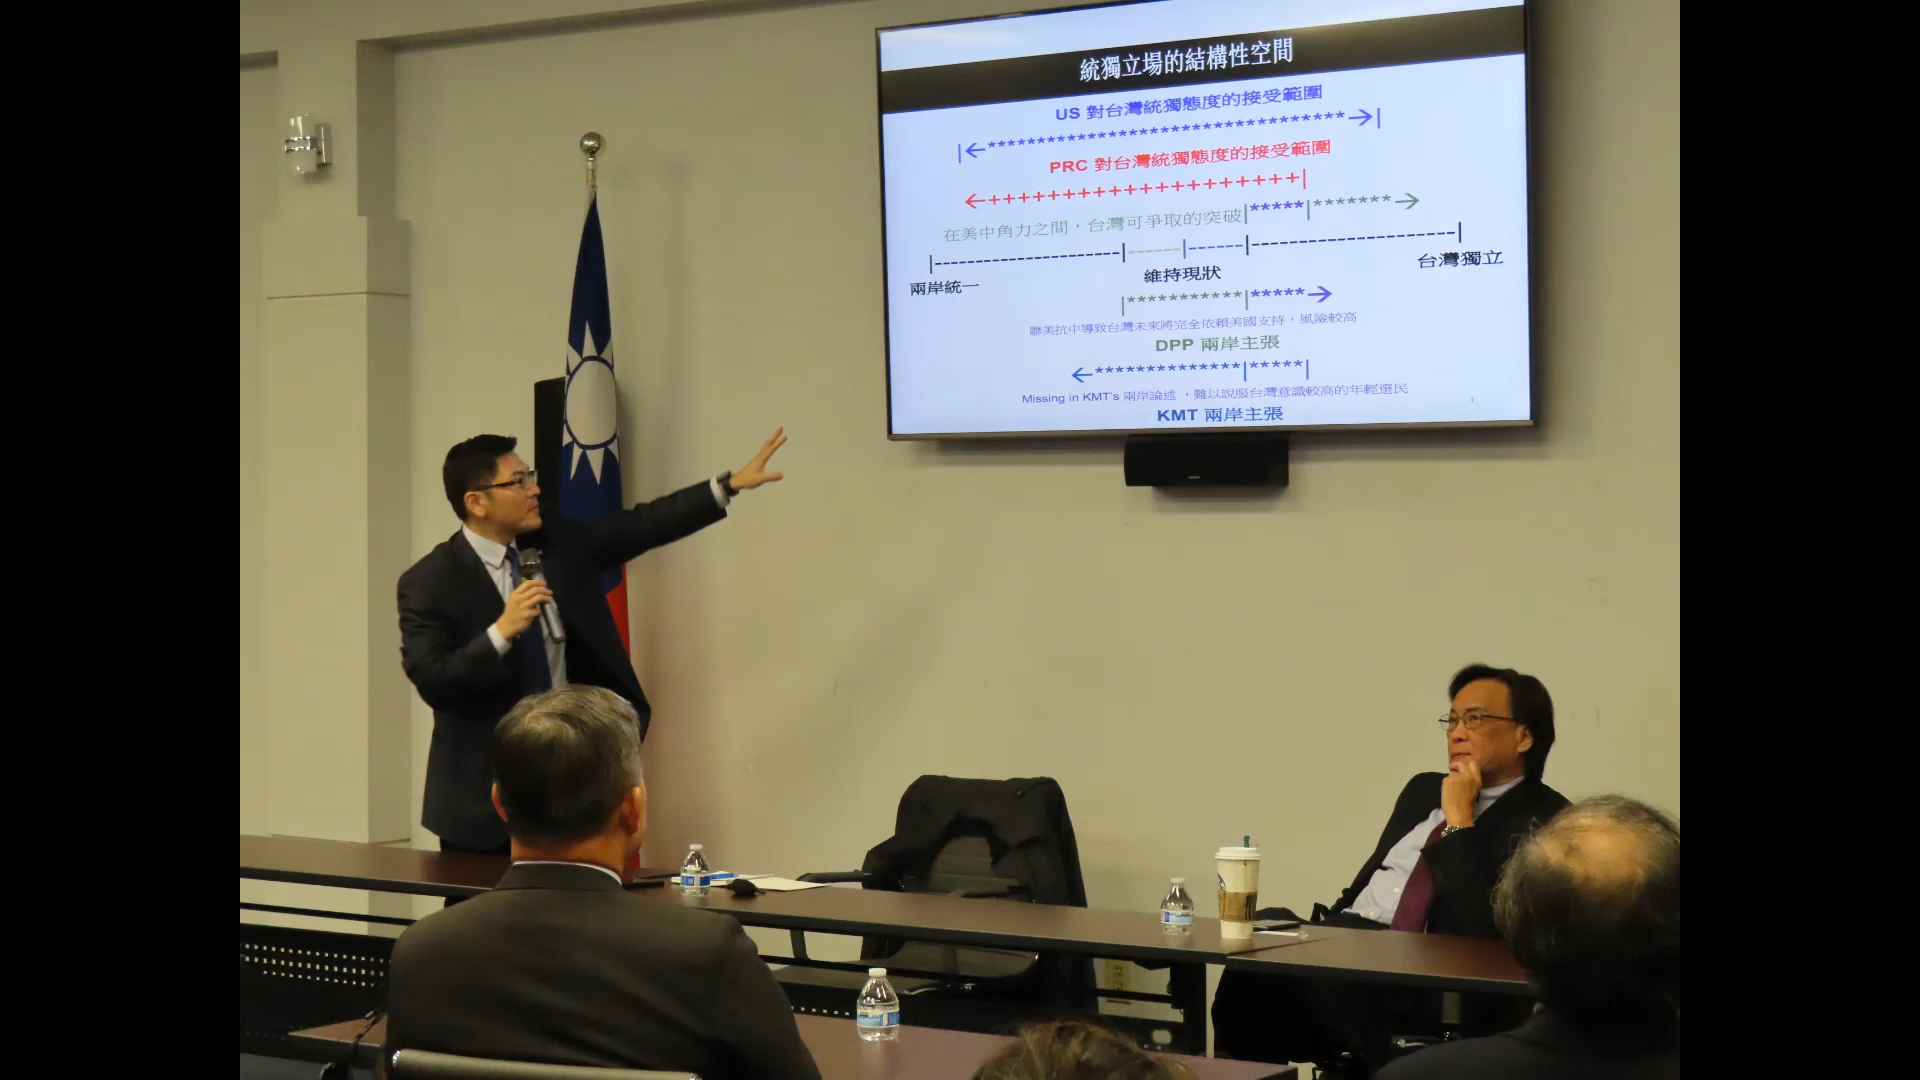 統獨立場的結構性空間
US 對台灣統獨態度的接受範圍
|←**********************************→|
PRC 對台灣統獨態度的接受範圍
←+++++++++++++++++++++|
在美中角力之間，台灣可爭取的突破|*****|*******→
|----------------------|------|------|--------------------|
兩岸統一
維持現狀
台灣獨立
|***********|*****→
聯美抗中導致台灣未來將完全依賴美國支持，風險較高
DPP 兩岸主張
←**************|*****|
Missing in KMT's 兩岸論述 ，難以說服台灣意識較高的年輕選民
KMT 兩岸主張
3